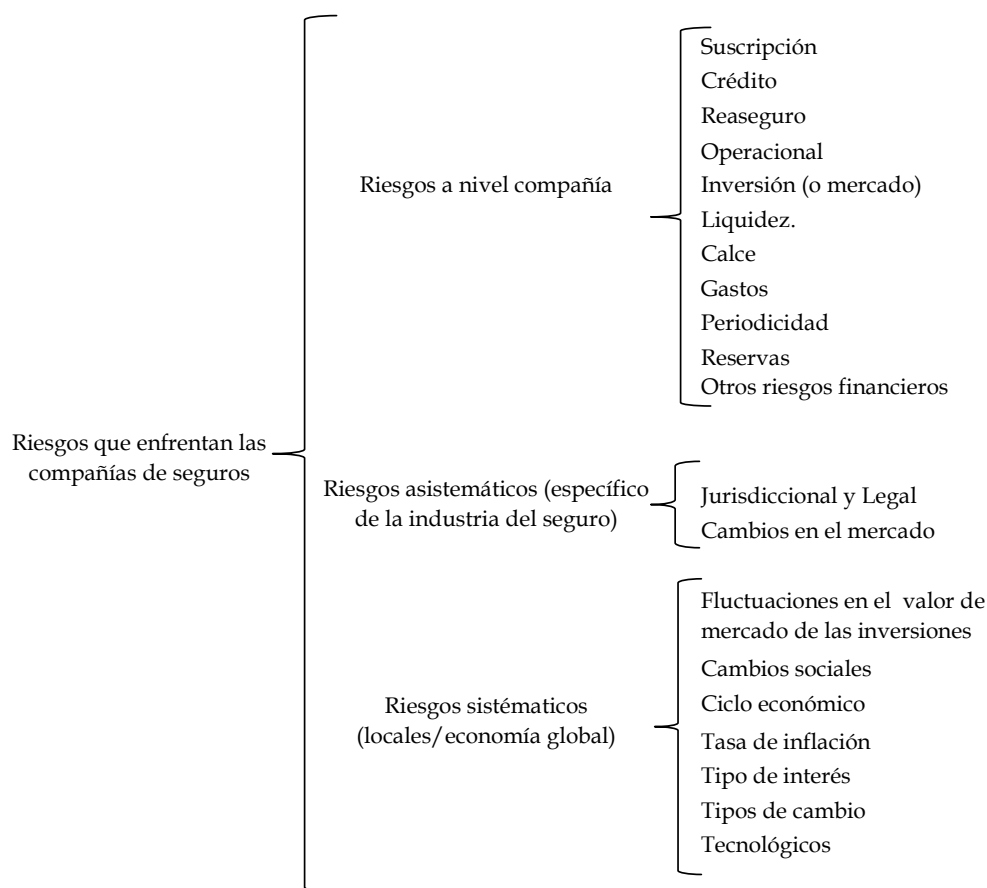 Riesgos que enfrentan las
compañías de seguros
Riesgos a nivel compañía
Suscripción
Crédito
Reaseguro
Operacional
Inversión (o mercado)
Liquidez.
Calce
Gastos
Periodicidad
Reservas
Otros riesgos financieros
Riesgos asistemáticos (específico
de la industria del seguro)
Jurisdiccional y Legal
Cambios en el mercado
Riesgos sistématicos
(locales/economía global)
Fluctuaciones en el valor de
mercado de las inversiones
Cambios sociales
Ciclo económico
Tasa de inflación
Tipo de interés
Tipos de cambio
Tecnológicos